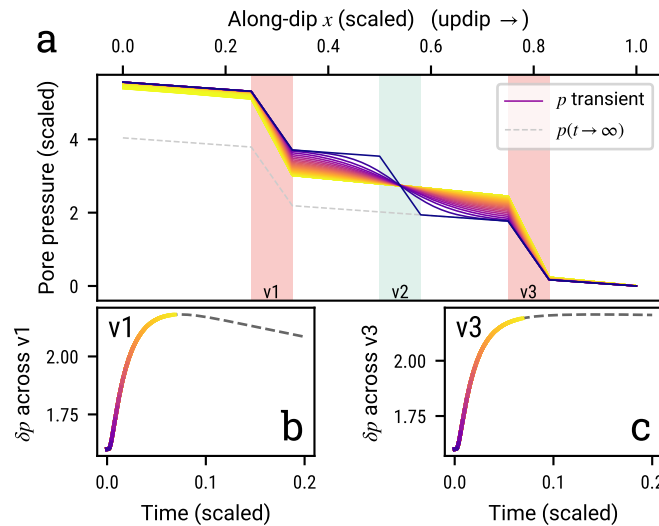 Along-dip x (scaled) (updip →)
a
0.0 0.2 0.4 0.6 0.8 1.0
Pore pressure (scaled)
4
2
0
p transient
p(t → ∞)
v1 v2 v3
δp across v1
2.00
1.75
v1
b
0.0 0.1 0.2
Time (scaled)
δp across v3
2.00
1.75
v3
c
0.0 0.1 0.2
Time (scaled)